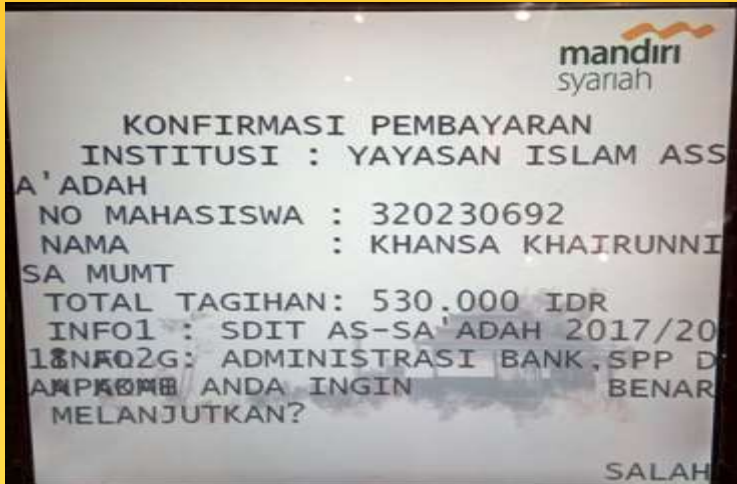 mandiri
syariah
KONFIRMASI PEMBAYARAN
INSTITUSI : YAYASAN ISLAM ASS
A'ADAH
NO MAHASISWA : 320230692
NAMA : KHANSA KHAIRUNNI
SA MUMT
TOTAL TAGIHAN: 530.000 IDR
INFO1 : SDIT AS-SA'ADAH 2017/20
ADMINISTRASI BANK,SPP D
ANDA INGIN BENAR
MELANJUTKAN?
SALAH